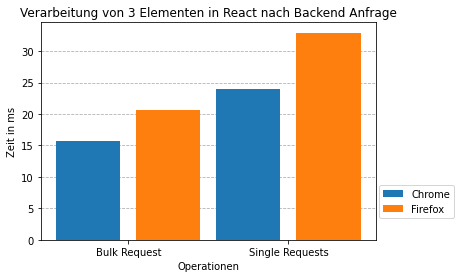 Verarbeitung von 3 Elementen in React nach Backend Anfrage
Zeit in ms
30
25
20
15
10
5
0
Bulk Request
Single Requests
Operationen
Chrome
Firefox